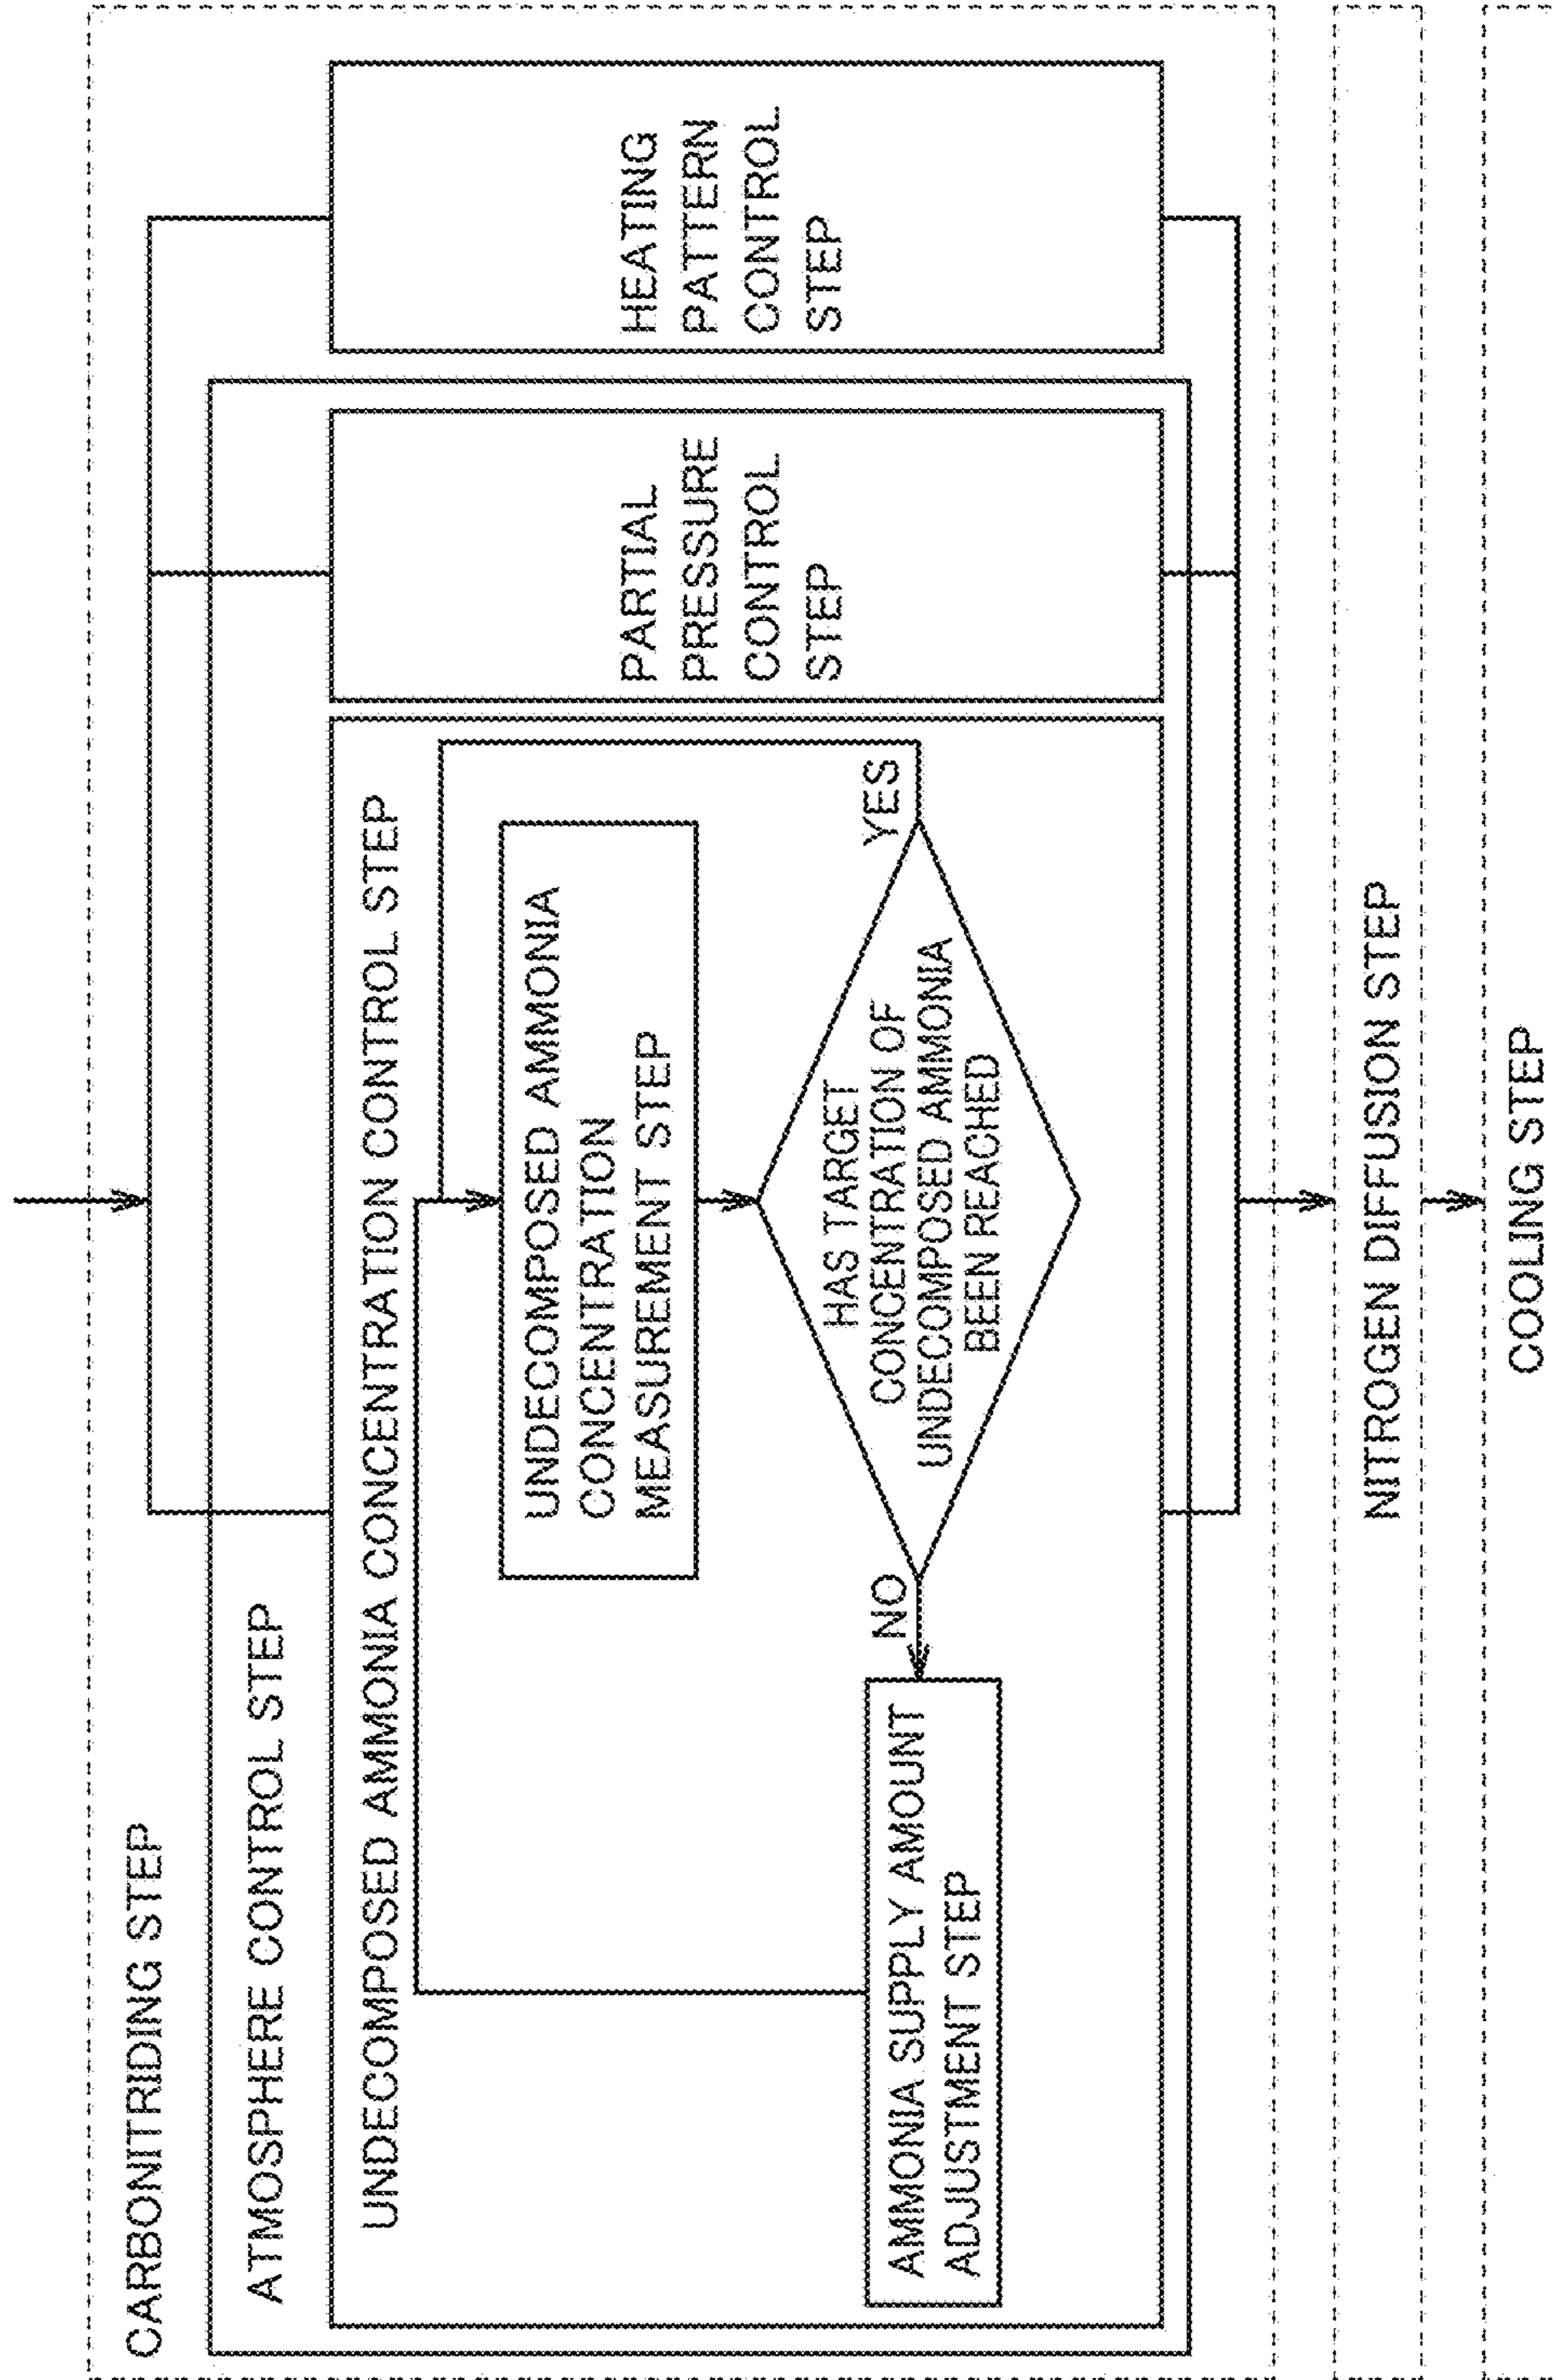 CARBONITRIDING STEP
ATMOSPHERE CONTROL STEP
UNDECOMPOSED AMMONIA CONCENTRATION CONTROL STEP
UNDECOMPOSED AMMONIA
CONCENTRATION
MEASUREMENT STEP
HAS TARGET
CONCENTRATION OF
UNDECOMPOSED AMMONIA
BEEN REACHED
YES
NO
AMMONIA SUPPLY AMOUNT
ADJUSTMENT STEP
PARTIAL
PRESSURE
CONTROL
STEP
HEATING
PATTERN
CONTROL
STEP
NITROGEN DIFFUSION STEP
COOLING STEP